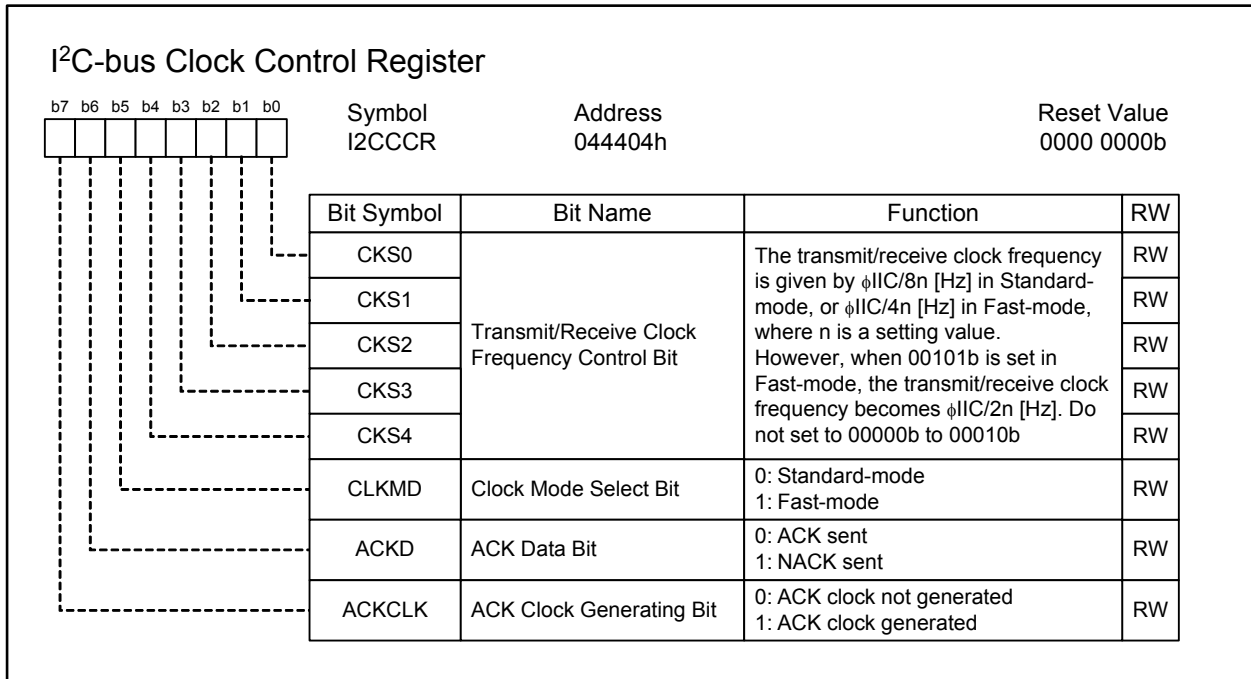 I²C-bus Clock Control Register
b7 b6 b5 b4 b3 b2 b1 b0
Symbol Address Reset Value
I2CCCR 044404h 0000 0000b
Bit Symbol Bit Name Function RW
CKS0 RW
CKS1 RW
CKS2 RW
CKS3 RW
CKS4 RW
Transmit/Receive Clock
Frequency Control Bit
The transmit/receive clock frequency
is given by ϕIIC/8n [Hz] in Standard-
mode, or ϕIIC/4n [Hz] in Fast-mode,
where n is a setting value.
However, when 00101b is set in
Fast-mode, the transmit/receive clock
frequency becomes ϕIIC/2n [Hz]. Do
not set to 00000b to 00010b
CLKMD Clock Mode Select Bit 0: Standard-mode RW
1: Fast-mode
ACKD ACK Data Bit 0: ACK sent RW
1: NACK sent
ACKCLK ACK Clock Generating Bit 0: ACK clock not generated RW
1: ACK clock generated